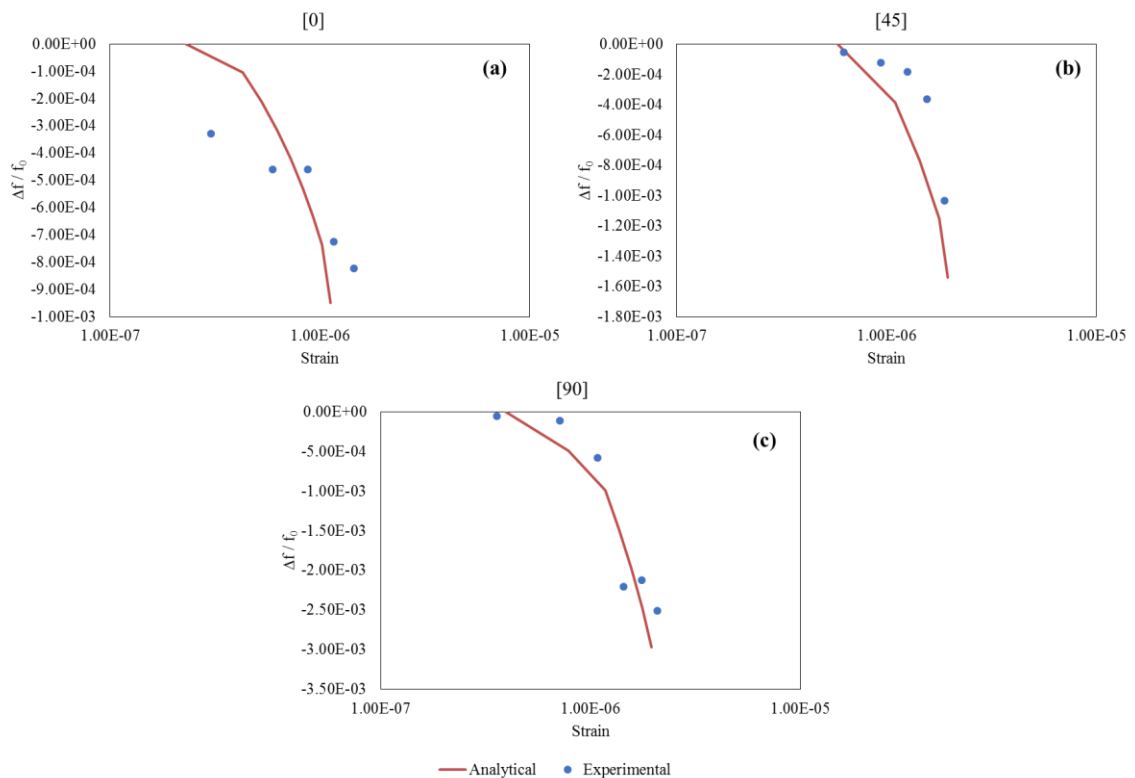 [0]
0.00E+00
-1.00E-04
-2.00E-04
-3.00E-04
-4.00E-04
-5.00E-04
-6.00E-04
-7.00E-04
-8.00E-04
-9.00E-04
-1.00E-03
Δf / f₀
(a)
1.00E-07
1.00E-06
1.00E-05
Strain
[45]
0.00E+00
-2.00E-04
-4.00E-04
-6.00E-04
-8.00E-04
-1.00E-03
-1.20E-03
-1.40E-03
-1.60E-03
-1.80E-03
Δf / f₀
(b)
1.00E-07
1.00E-06
1.00E-05
Strain
[90]
0.00E+00
-5.00E-04
-1.00E-03
-1.50E-03
-2.00E-03
-2.50E-03
-3.00E-03
-3.50E-03
Δf / f₀
(c)
1.00E-07
1.00E-06
1.00E-05
Strain
Analytical
Experimental